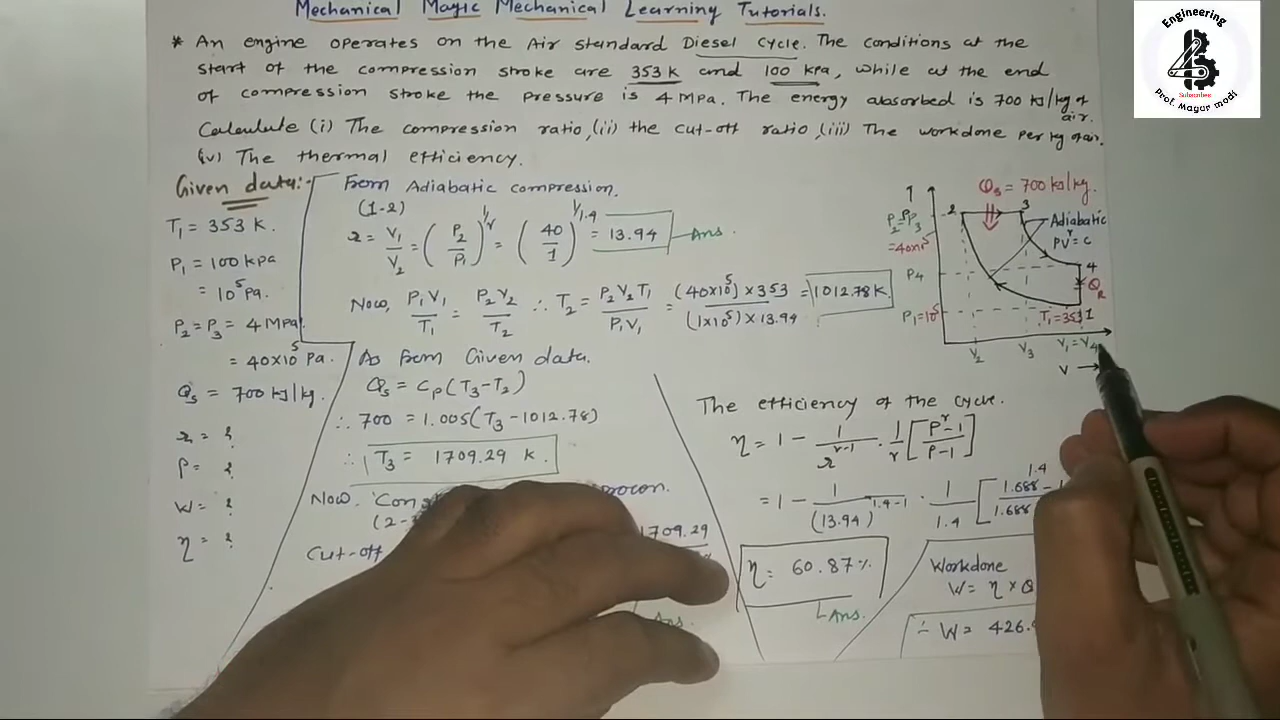 Mechanical Magic Mechanical Learning Tutorials.
* An engine operates on the Air standard Diesel Cycle. The conditions at the
start of the compression stroke are 353 K and 100 kPa, while at the end
of compression stroke the pressure is 4 MPa. The energy absorbed is 700 kJ/kg of
air.
Calculate (i) The compression ratio, (ii) the cut-off ratio, (iii) The workdone per kg of air.
(iv) The thermal efficiency.
Given data:-
T1 = 353 K.
P1 = 100 kPa
= 10^5 Pa.
P2 = P3 = 4 MPa
= 40×10^5 Pa.
Qs = 700 kJ/kg.
r = ?
ρ = ?
W = ?
η = ?
From Adiabatic compression.
(1-2)
r = V1/V2 = (P2/P1)^1/γ = (40/1)^1/1.4 = 13.94 Ans.
Now, P1V1/T1 = P2V2/T2 ∴ T2 = P2V2T1/P1V1 = (40×10^5)×353/(1×10^5)×13.94 = 1012.78 K.
As from Given data.
Qs = Cp(T3-T2)
∴ 700 = 1.005(T3-1012.78)
∴ T3 = 1709.29 K.
Now,
(2-
Cut-off
1709.29
Ans.
Qs = 700 kJ/kg.
2 3
P2=P3
=40×10^5
Adiabatic
PV^γ=C
P4 4
QR
P1=10^5 T1=353 1
V2 V3 V1=V4
V →
The efficiency of the cycle.
η = 1 - 1/r^γ-1 · 1/γ [ρ^γ-1/ρ-1]
= 1 - 1/(13.94)^1.4-1 · 1/1.4 [1.688^1.4 - 1/1.688
η = 60.87%
Ans.
Workdone
W = η × Q
∴ W = 426.
Engineering
Subscribe
Prof. Mayur modi